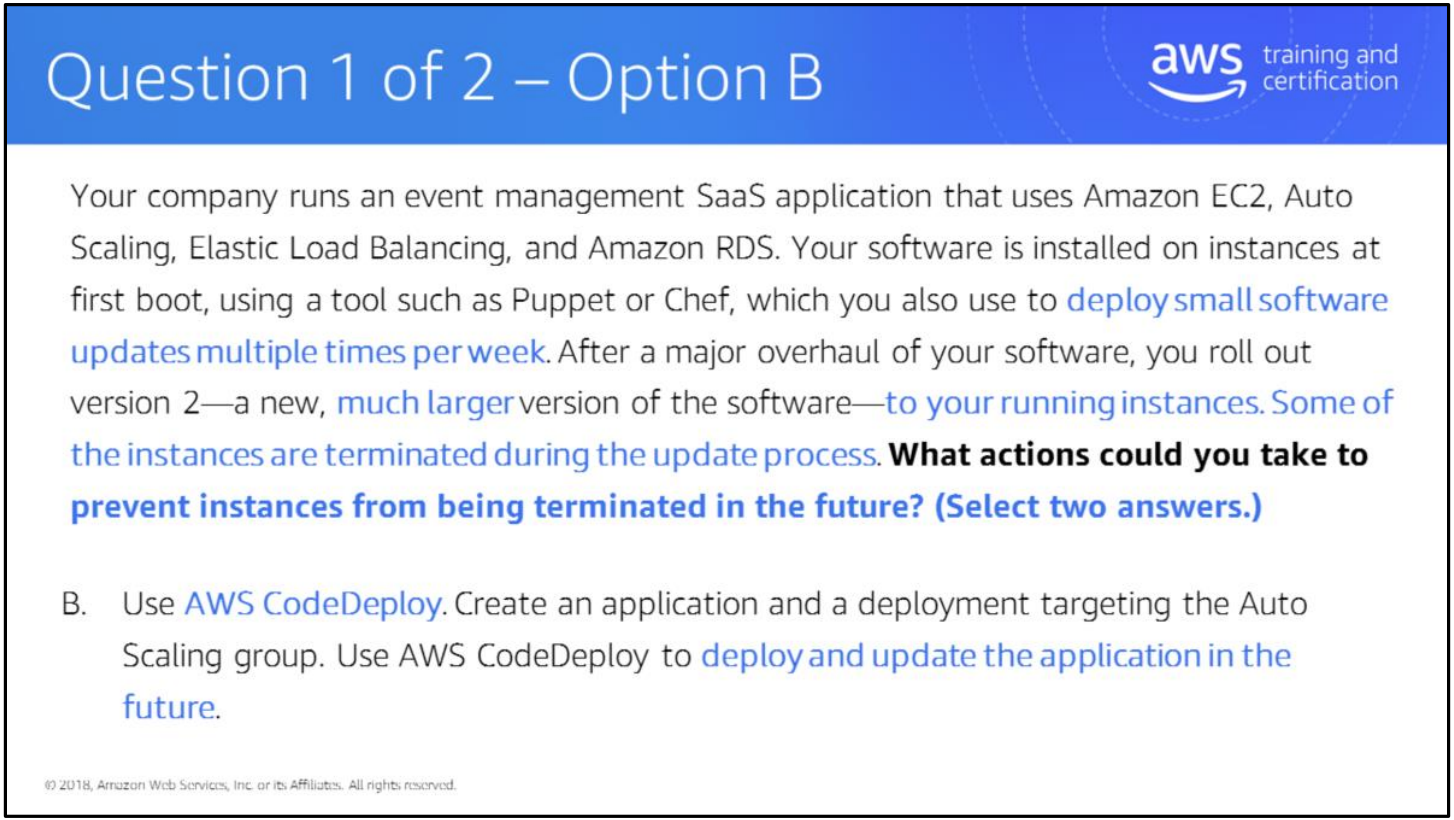 Question 1 of 2 – Option B
aws training and
certification
Your company runs an event management SaaS application that uses Amazon EC2, Auto
Scaling, Elastic Load Balancing, and Amazon RDS. Your software is installed on instances at
first boot, using a tool such as Puppet or Chef, which you also use to deploy small software
updates multiple times per week. After a major overhaul of your software, you roll out
version 2—a new, much larger version of the software—to your running instances. Some of
the instances are terminated during the update process. What actions could you take to
prevent instances from being terminated in the future? (Select two answers.)
B. Use AWS CodeDeploy. Create an application and a deployment targeting the Auto
Scaling group. Use AWS CodeDeploy to deploy and update the application in the
future.
© 2018, Amazon Web Services, Inc. or its Affiliates. All rights reserved.